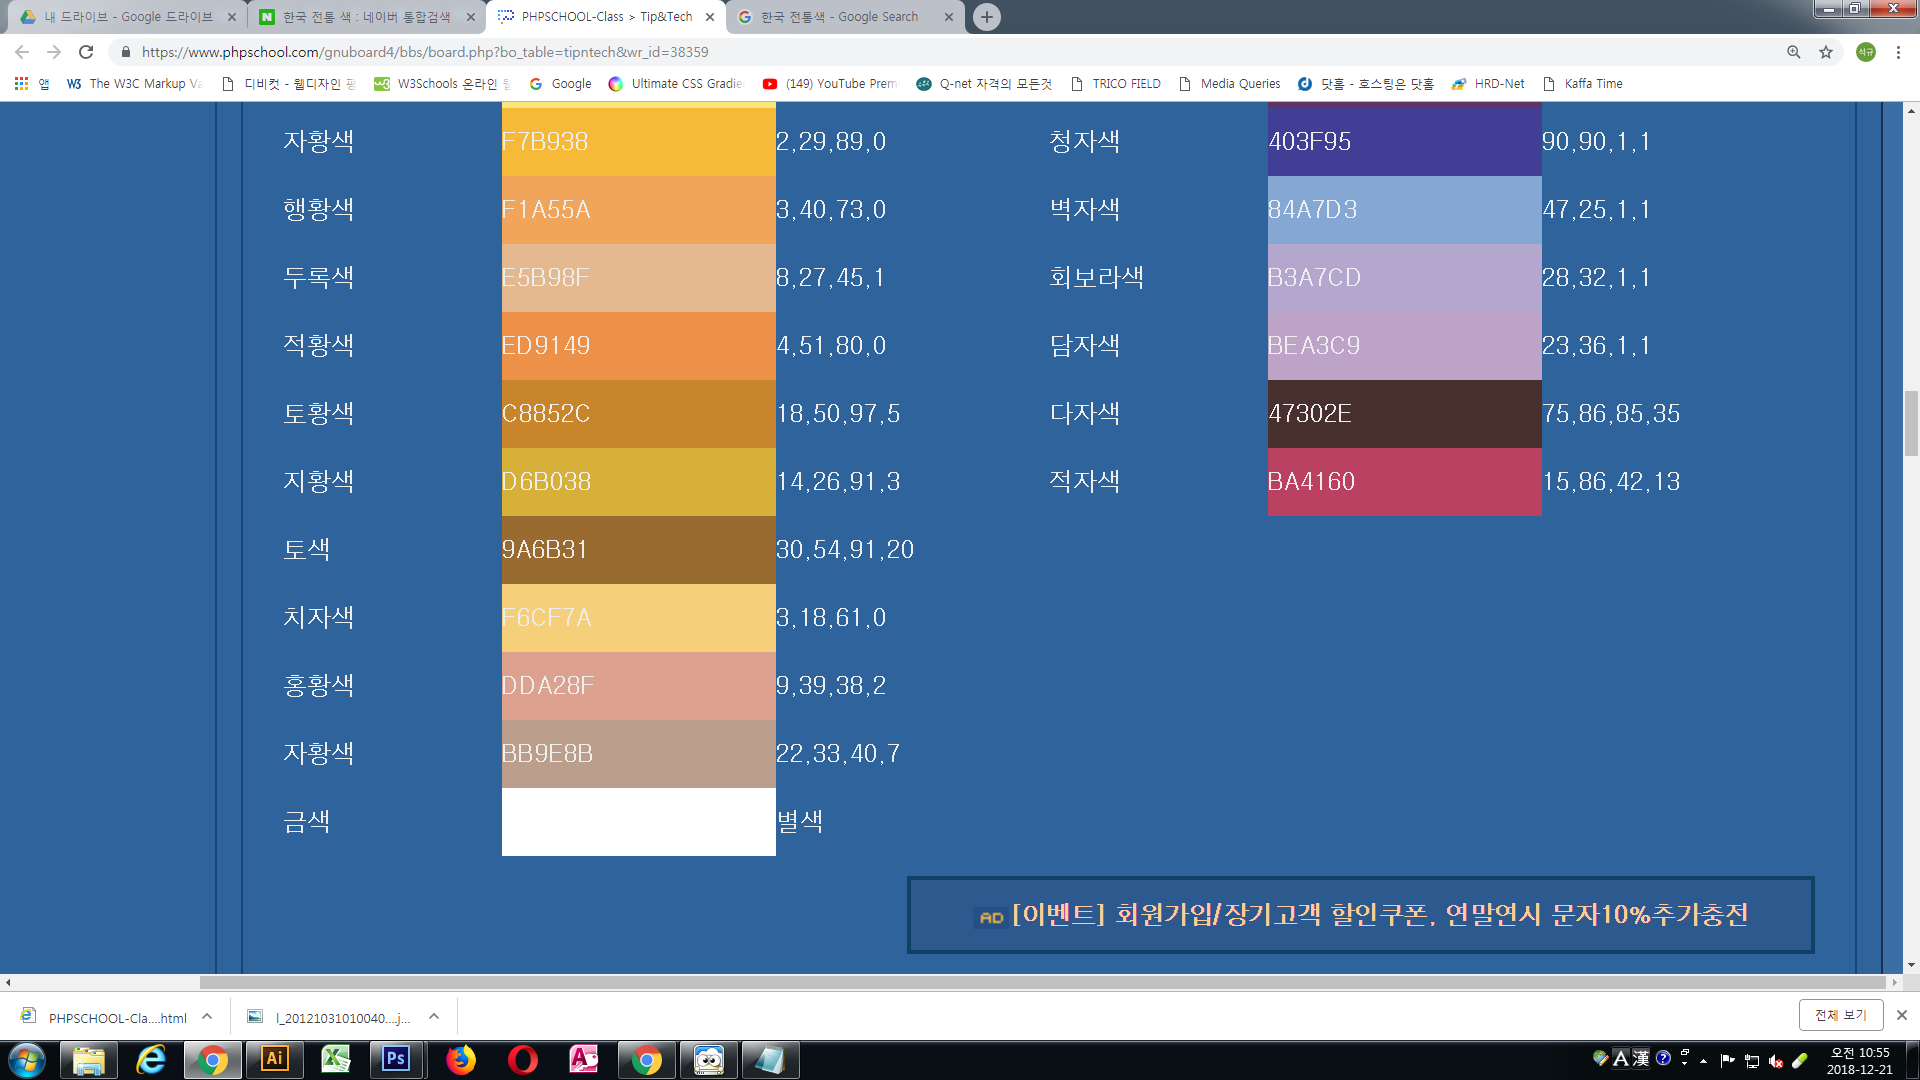 내 드라이브 - Google 드라이브
한국 전통 색 : 네이버 통합검색
PHPSCHOOL-Class > Tip&Tech
한국 전통색 - Google Search
https://www.phpschool.com/gnuboard4/bbs/board.php?bo_table=tipntech&wr_id=38359
석규
앱
The W3C Markup Va
디비컷 - 웹디자인 평
W3Schools 온라인 웹
Google
Ultimate CSS Gradie
(149) YouTube Prem
Q-net 자격의 모든것
TRICO FIELD
Media Queries
닷홈 - 호스팅은 닷홈
HRD-Net
Kaffa Time
자황색 F7B938 2,29,89,0 청자색 403F95 90,90,1,1
행황색 F1A55A 3,40,73,0 벽자색 84A7D3 47,25,1,1
두록색 E5B98F 8,27,45,1 회보라색 B3A7CD 28,32,1,1
적황색 ED9149 4,51,80,0 담자색 BEA3C9 23,36,1,1
토황색 C8852C 18,50,97,5 다자색 47302E 75,86,85,35
지황색 D6B038 14,26,91,3 적자색 BA4160 15,86,42,13
토색 9A6B31 30,54,91,20
치자색 F6CF7A 3,18,61,0
홍황색 DDA28F 9,39,38,2
자황색 BB9E8B 22,33,40,7
금색 별색
AD [이벤트] 회원가입/장기고객 할인쿠폰, 연말연시 문자10%추가충전
PHPSCHOOL-Cla....html
l_20121031010040....j...
전체 보기
Ai
Ps
A 漢
오전 10:55
2018-12-21